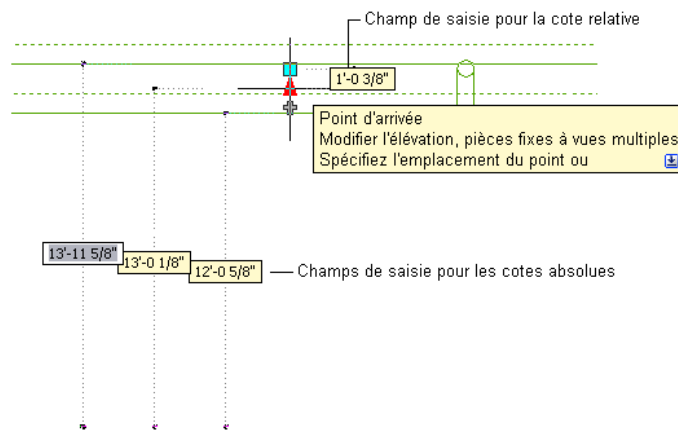 Champ de saisie pour la cote relative
1'-0 3/8"
Point d'arrivée
Modifier l'élévation, pièces fixes à vues multiples
Spécifiez l'emplacement du point ou
13'-11 5/8"
13'-0 1/8"
12'-0 5/8"
Champs de saisie pour les cotes absolues